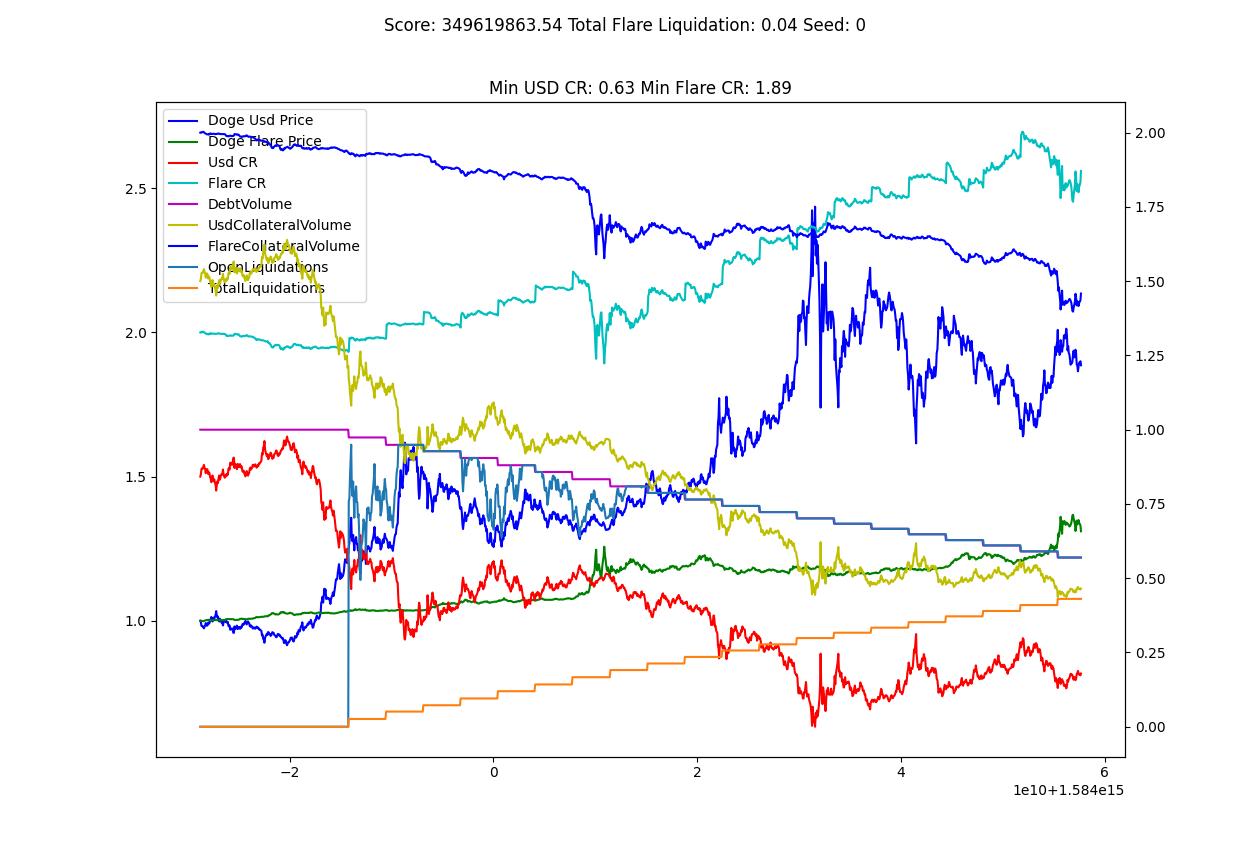 Score: 349619863.54 Total Flare Liquidation: 0.04 Seed: 0
Min USD CR: 0.63 Min Flare CR: 1.89
Doge Usd Price
Doge Flare Price
Usd CR
Flare CR
DebtVolume
UsdCollateralVolume
FlareCollateralVolume
OpenLiquidations
TotalLiquidations
2.5
2.0
1.5
1.0
2.00
1.75
1.50
1.25
1.00
0.75
0.50
0.25
0.00
−2
0
2
4
6
1e10+1.584e15